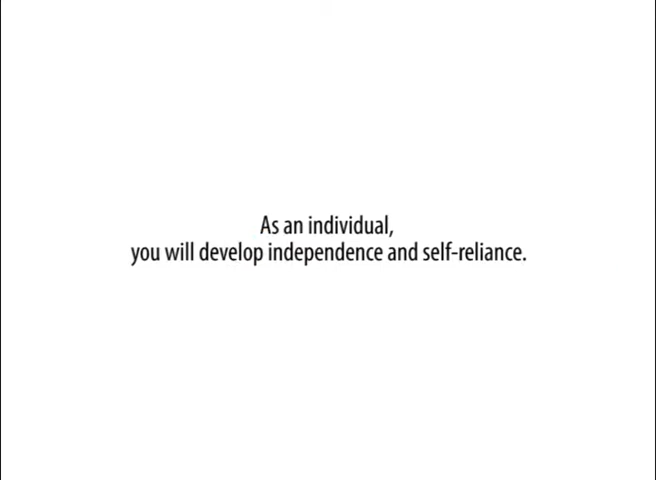 As an individual,
you will develop independence and self-reliance.